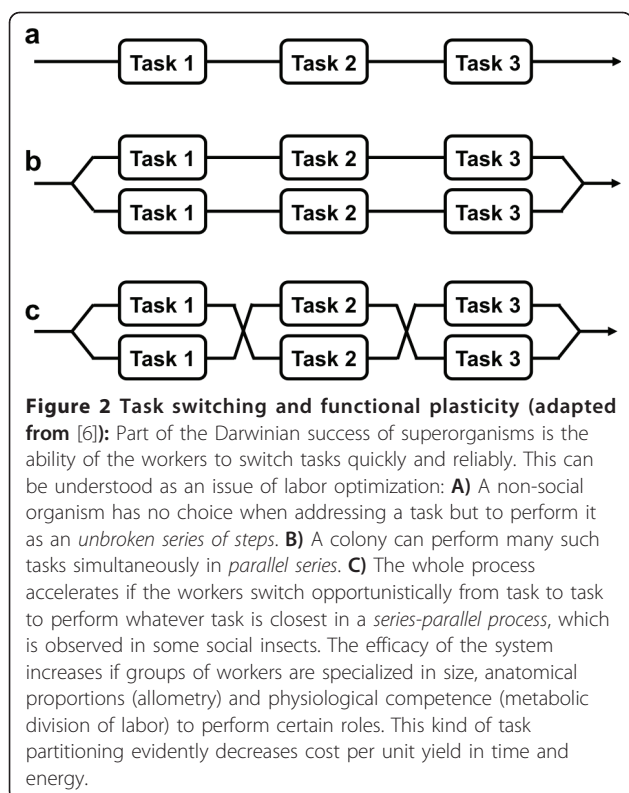 a
Task 1 Task 2 Task 3
b
Task 1 Task 2 Task 3
Task 1 Task 2 Task 3
c
Task 1 Task 2 Task 3
Task 1 Task 2 Task 3
Figure 2 Task switching and functional plasticity (adapted
from [6]): Part of the Darwinian success of superorganisms is the
ability of the workers to switch tasks quickly and reliably. This can
be understood as an issue of labor optimization: A) A non-social
organism has no choice when addressing a task but to perform it
as an unbroken series of steps. B) A colony can perform many such
tasks simultaneously in parallel series. C) The whole process
accelerates if the workers switch opportunistically from task to task
to perform whatever task is closest in a series-parallel process, which
is observed in some social insects. The efficacy of the system
increases if groups of workers are specialized in size, anatomical
proportions (allometry) and physiological competence (metabolic
division of labor) to perform certain roles. This kind of task
partitioning evidently decreases cost per unit yield in time and
energy.